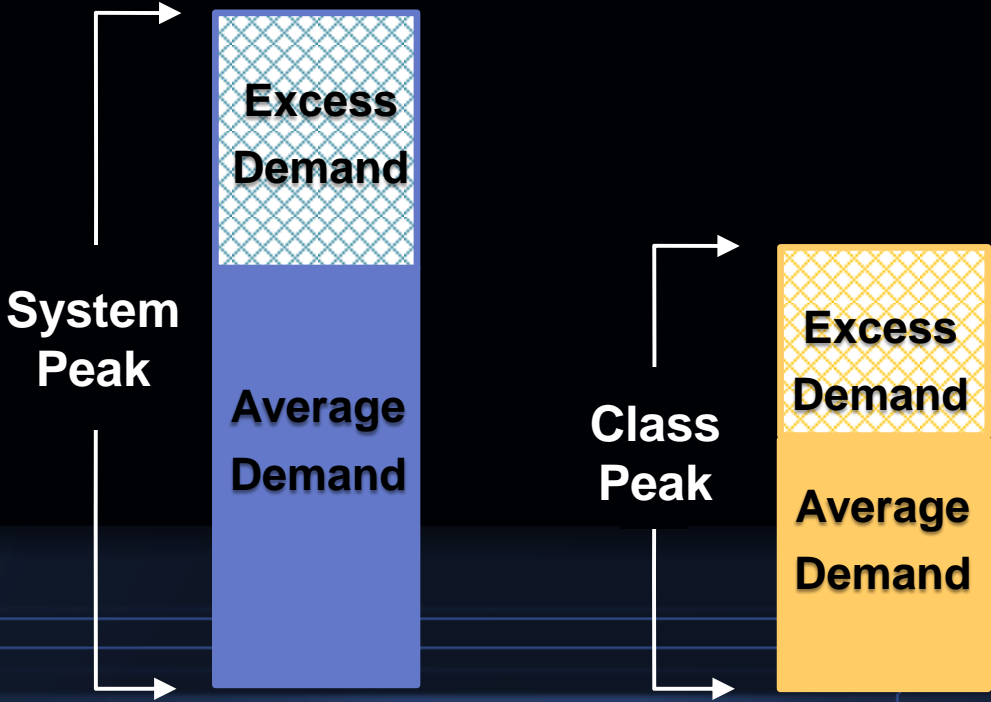 System
Peak
Excess
Demand
Average
Demand
Class
Peak
Excess
Demand
Average
Demand